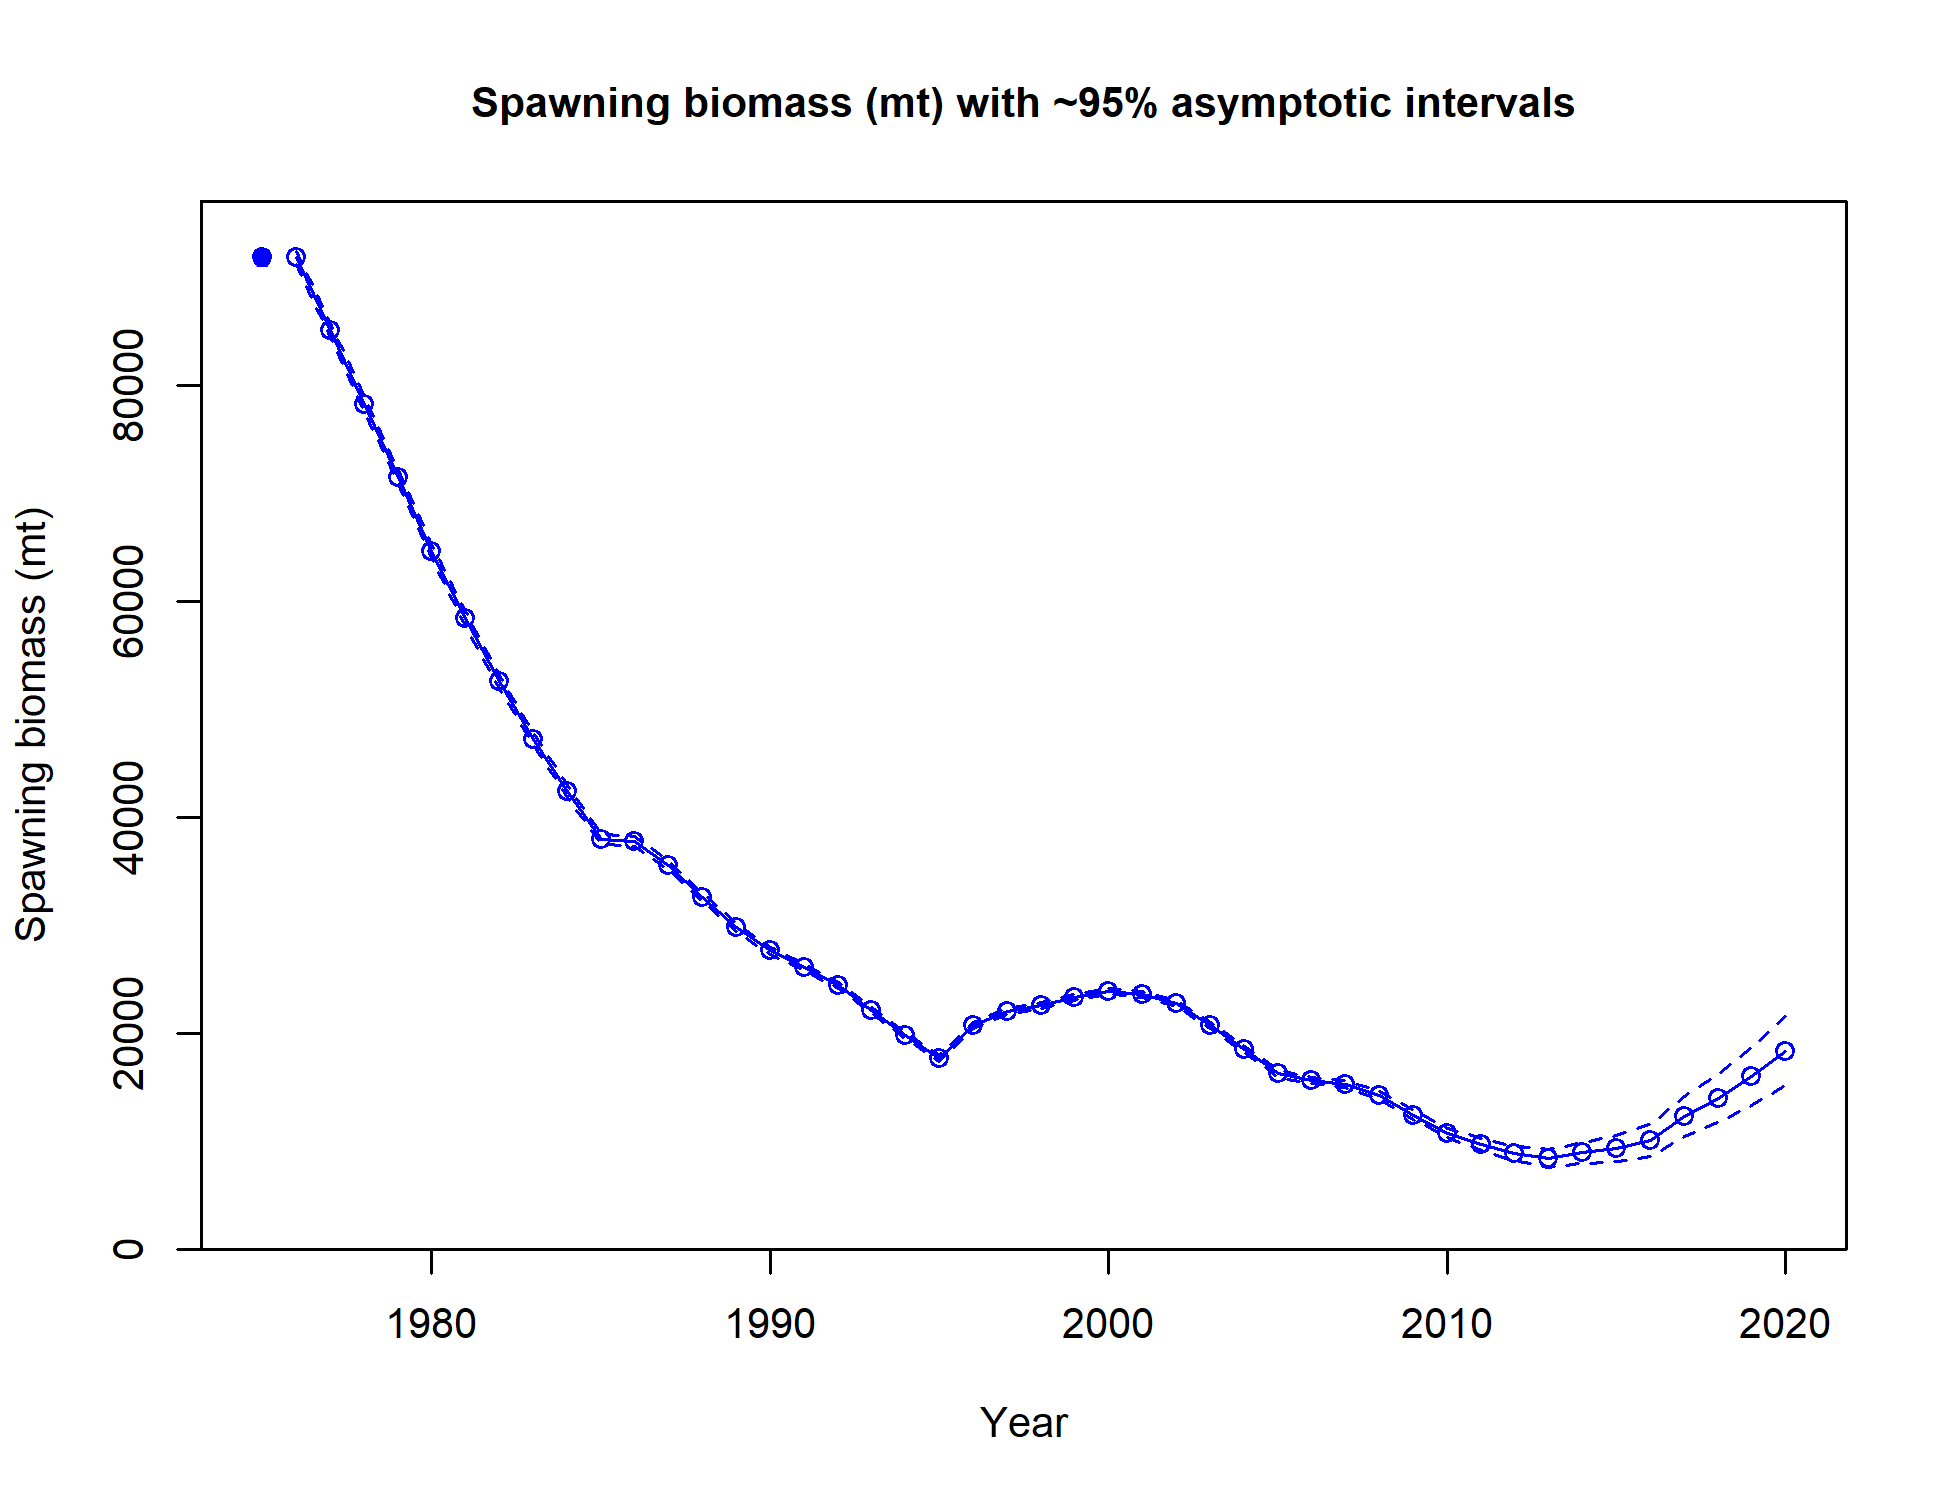 Spawning biomass (mt) with ~95% asymptotic intervals
Spawning biomass (mt)
80000
60000
40000
20000
0
1980 1990 2000 2010 2020
Year